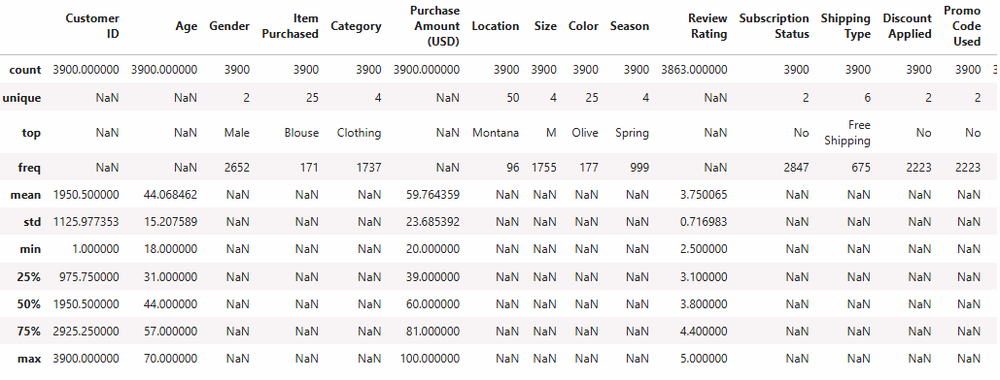 Customer ID Age Gender Item Purchased Category Purchase Amount (USD) Location Size Color Season Review Rating Subscription Status Shipping Type Discount Applied Promo Code Used
count 3900.000000 3900.000000 3900 3900 3900 3900.000000 3900 3900 3900 3900 3863.000000 3900 3900 3900 3900
unique NaN NaN 2 25 4 NaN 50 4 25 4 NaN 2 6 2 2
top NaN NaN Male Blouse Clothing NaN Montana M Olive Spring NaN No Free Shipping No No
freq NaN NaN 2652 171 1737 NaN 96 1755 177 999 NaN 2847 675 2223 2223
mean 1950.500000 44.068462 NaN NaN NaN 59.764359 NaN NaN NaN NaN 3.750065 NaN NaN NaN NaN
std 1125.977353 15.207589 NaN NaN NaN 23.685392 NaN NaN NaN NaN 0.716983 NaN NaN NaN NaN
min 1.000000 18.000000 NaN NaN NaN 20.000000 NaN NaN NaN NaN 2.500000 NaN NaN NaN NaN
25% 975.750000 31.000000 NaN NaN NaN 39.000000 NaN NaN NaN NaN 3.100000 NaN NaN NaN NaN
50% 1950.500000 44.000000 NaN NaN NaN 60.000000 NaN NaN NaN NaN 3.800000 NaN NaN NaN NaN
75% 2925.250000 57.000000 NaN NaN NaN 81.000000 NaN NaN NaN NaN 4.400000 NaN NaN NaN NaN
max 3900.000000 70.000000 NaN NaN NaN 100.000000 NaN NaN NaN NaN 5.000000 NaN NaN NaN NaN